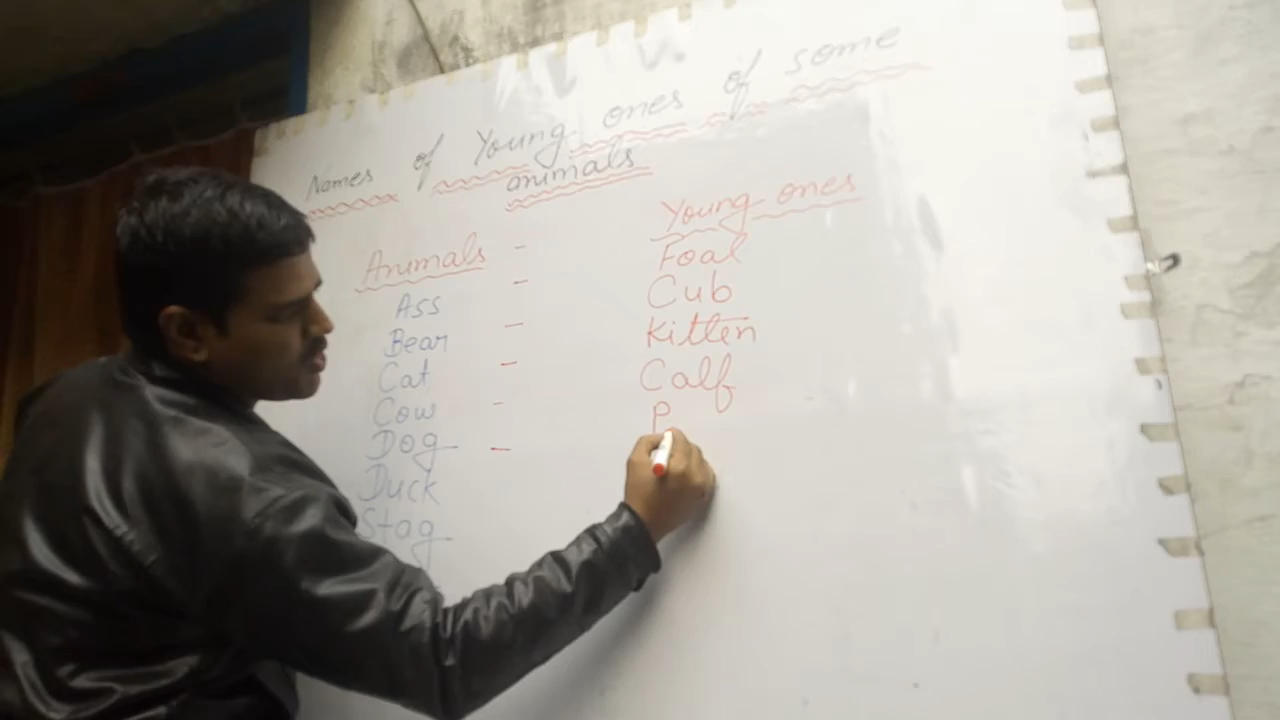 Names of Young ones of some
animals
Animals - Young ones
Ass - Foal
Bear - Cub
Cat - Kitten
Cow - Calf
Dog - P
Duck
Stag